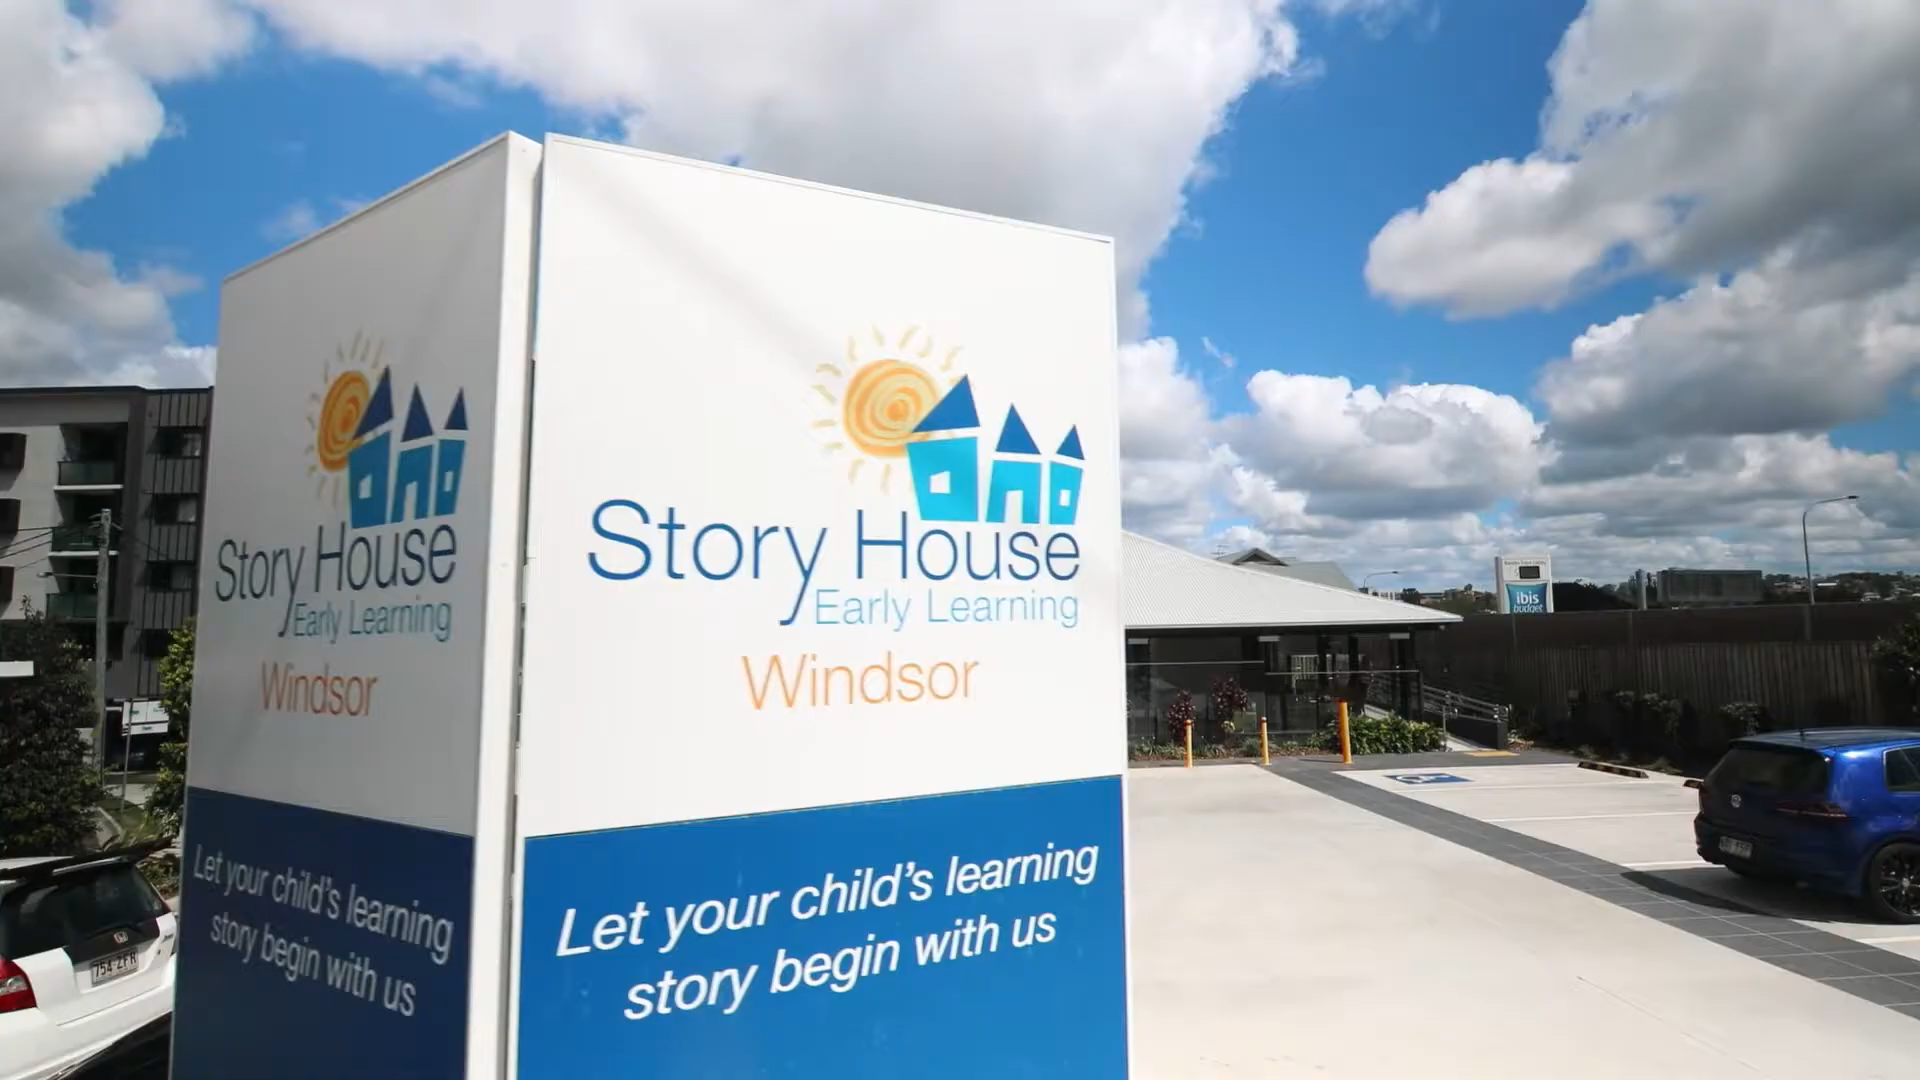 Story House
Early Learning
Windsor
Let your child's learning
story begin with us
Story House
Early Learning
Windsor
Let your child's learning
story begin with us
ibis
budget
754 ZFR